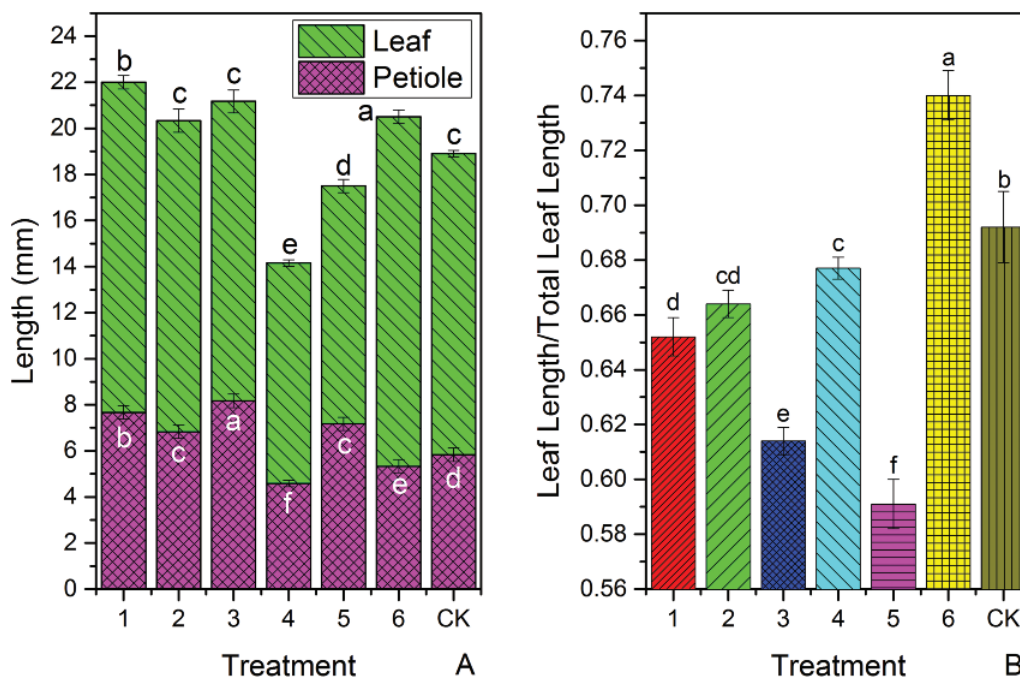 Length (mm)
24
22
20
18
16
14
12
10
8
6
4
2
0
Leaf
Petiole
b
c
c
e
d
a
c
b
c
a
f
c
e
d
1 2 3 4 5 6 CK
Treatment A
Leaf Length/Total Leaf Length
0.76
0.74
0.72
0.70
0.68
0.66
0.64
0.62
0.60
0.58
0.56
d
cd
e
c
f
a
b
1 2 3 4 5 6 CK
Treatment B